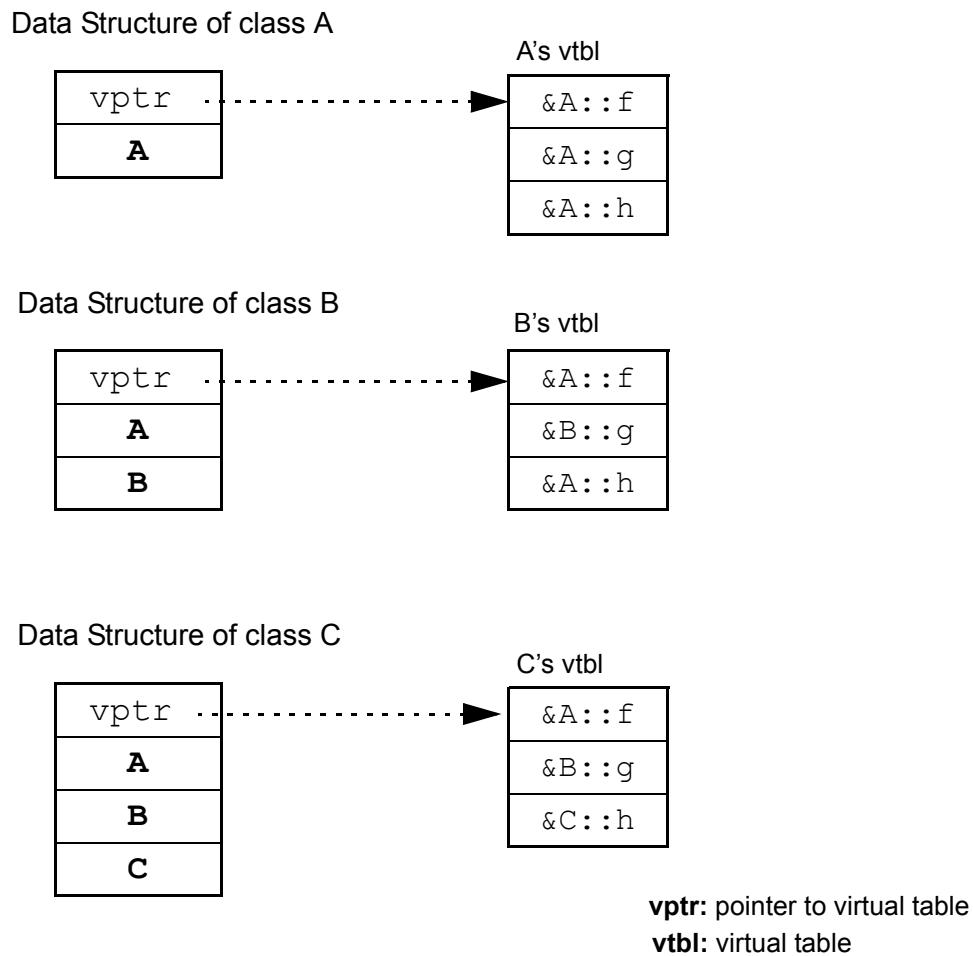 Data Structure of class A
A’s vtbl
vptr
&A::f
A
&A::g
&A::h
Data Structure of class B
B’s vtbl
vptr
&A::f
A
&B::g
B
&A::h
Data Structure of class C
C’s vtbl
vptr
&A::f
A
&B::g
B
&C::h
C
vptr: pointer to virtual table
vtbl: virtual table